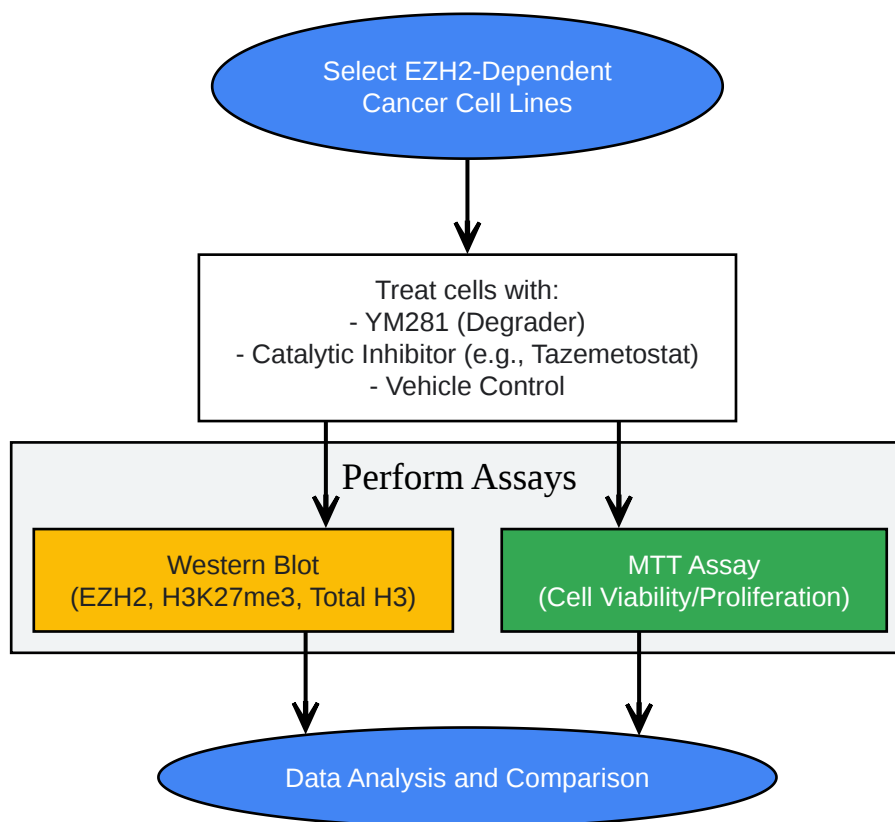 Select EZH2-Dependent
Cancer Cell Lines
Treat cells with:
- YM281 (Degrader)
- Catalytic Inhibitor (e.g., Tazemetostat)
- Vehicle Control
Perform Assays
Western Blot
(EZH2, H3K27me3, Total H3)
MTT Assay
(Cell Viability/Proliferation)
Data Analysis and Comparison